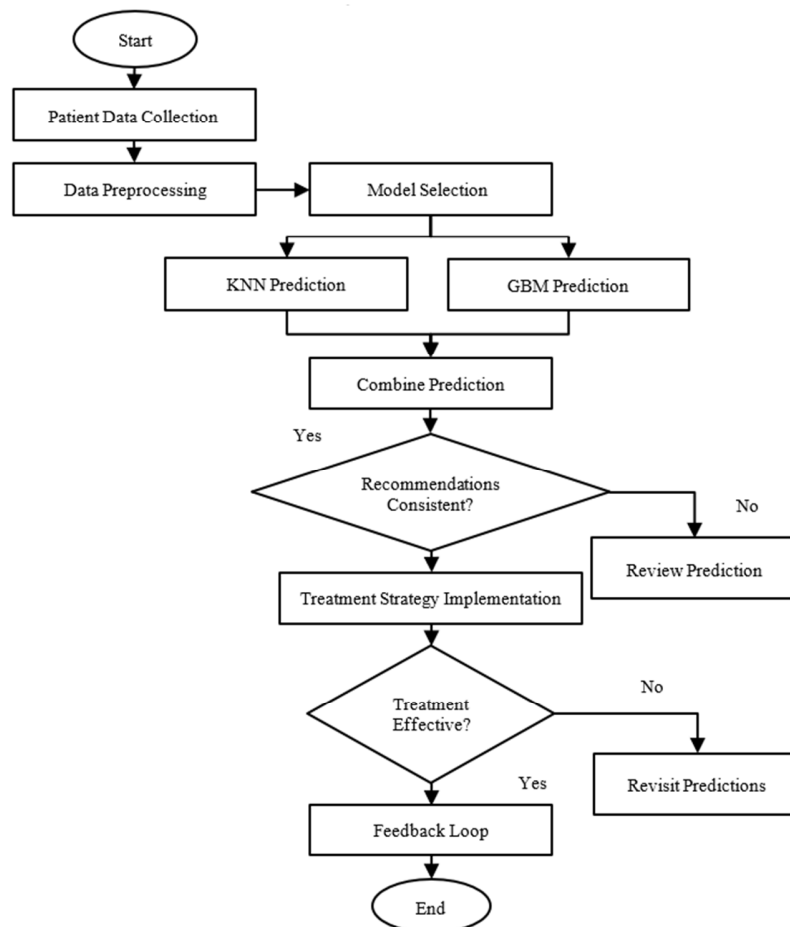 Start
Patient Data Collection
Data Preprocessing
Model Selection
KNN Prediction
GBM Prediction
Combine Prediction
Yes
Recommendations
Consistent?
No
Review Prediction
Treatment Strategy Implementation
Treatment
Effective?
No
Revisit Predictions
Yes
Feedback Loop
End